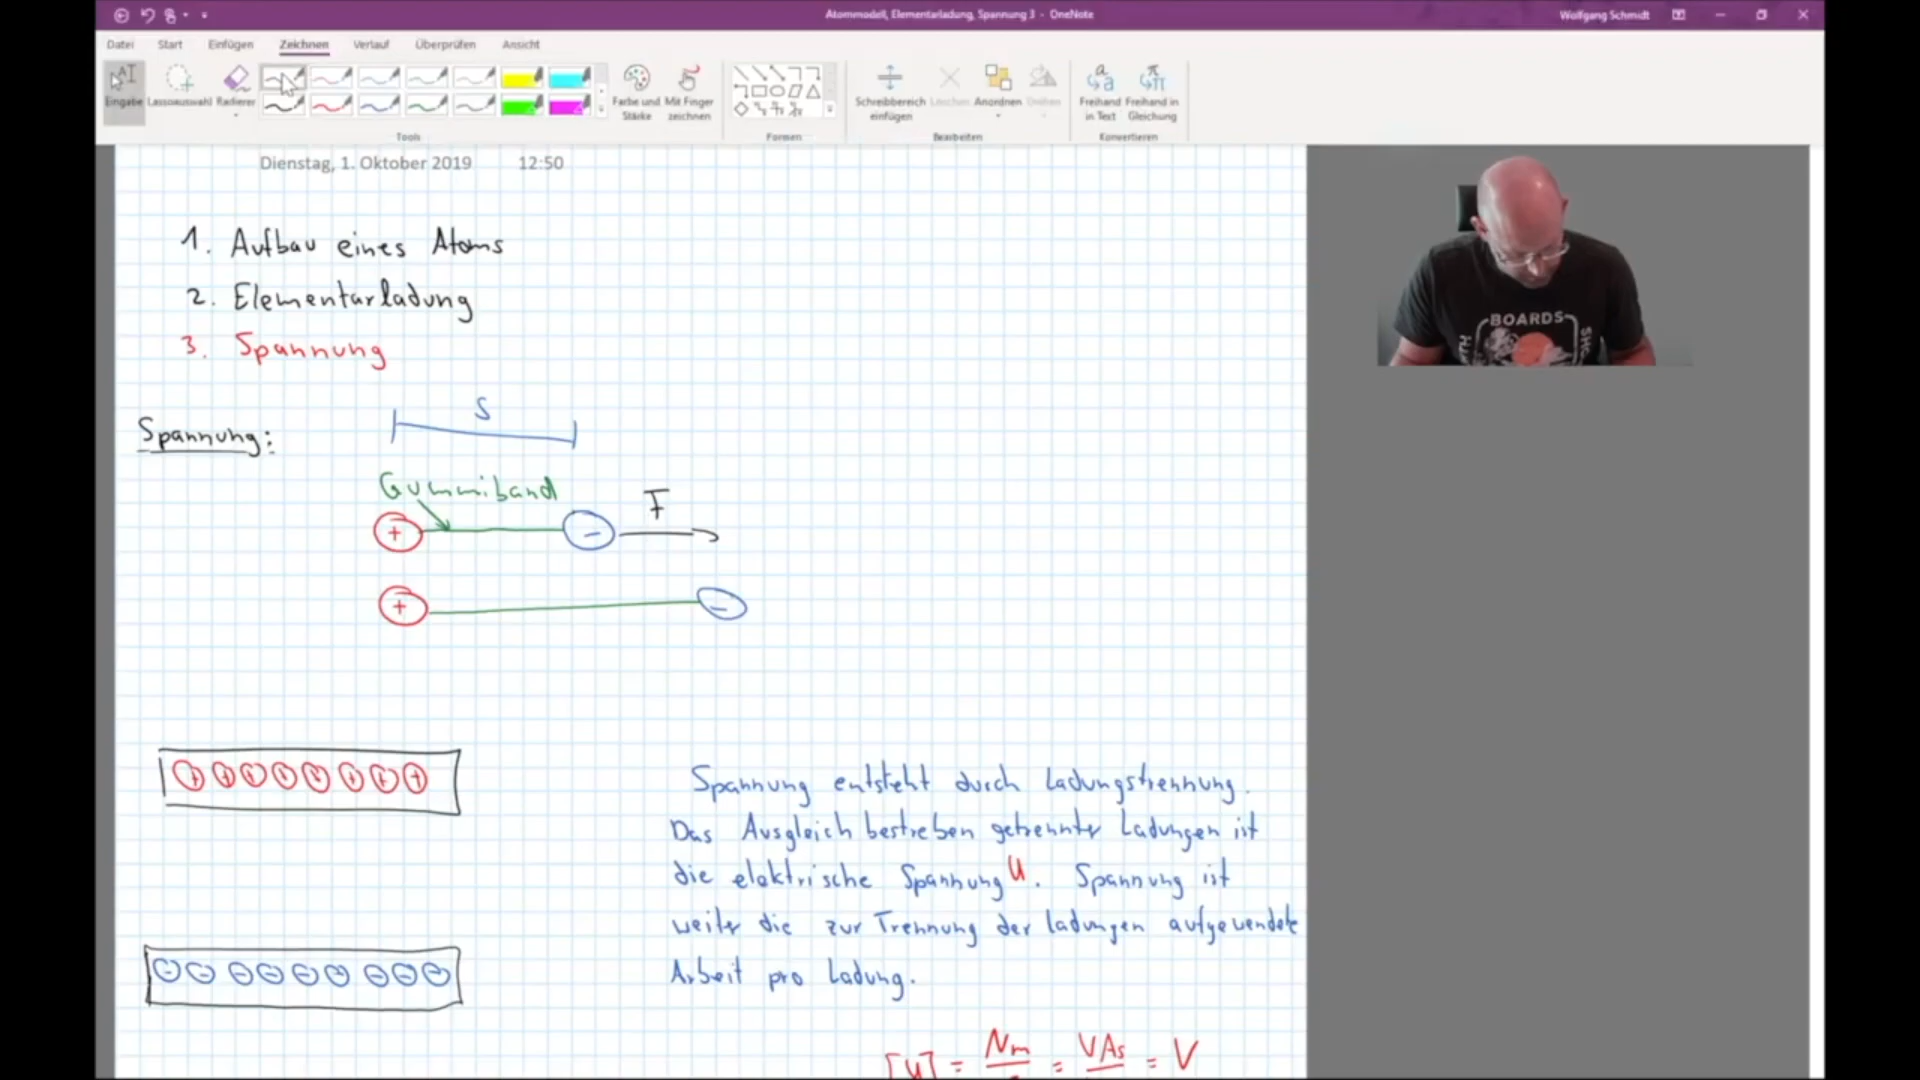 Atommodell, Elementarladung, Spannung 3 - OneNote
Wolfgang Schmidt
Datei Start Einfügen Zeichnen Verlauf Überprüfen Ansicht
Eingabe Lassoauswahl Radierer
Farbe und Stärke
Mit Finger zeichnen
Schreibbereich einfügen
Löschen Anordnen Drehen
Freihand in Text
Freihand in Gleichung
Tools Formen Bearbeiten Konvertieren
Dienstag, 1. Oktober 2019 12:50
1. Aufbau eines Atoms
2. Elementarladung
3. Spannung
BOARDS
S
Spannung:
Gummiband
F
+ -
+ -
+ + + + + + + +
Spannung entsteht durch Ladungstrennung.
Das Ausgleichbestreben getrennter Ladungen ist
die elektrische Spannung U. Spannung ist
weiter die zur Trennung der Ladungen aufgewendete
Arbeit pro Ladung.
- - - - - - - - -
[U] = Nm = VAs = V